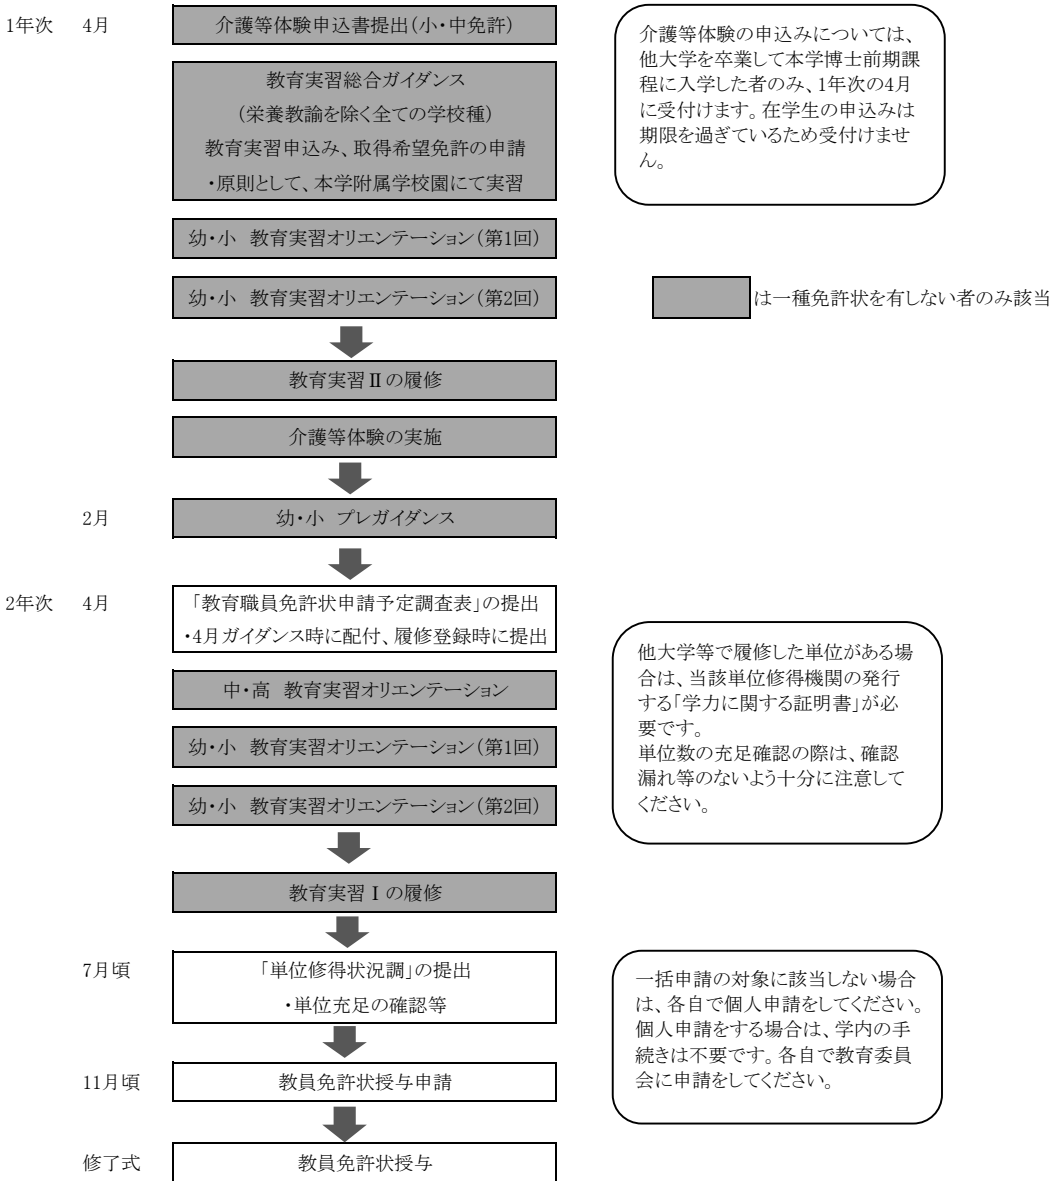 1年次　4月　介護等体験申込書提出(小・中免許)
介護等体験の申込みについては、
他大学を卒業して本学博士前期課
程に入学した者のみ、1年次の4月
に受付けます。在学生の申込みは
期限を過ぎているため受付けませ
ん。
教育実習総合ガイダンス
(栄養教諭を除く全ての学校種)
教育実習申込み、取得希望免許の申請
・原則として、本学附属学校園にて実習
幼・小　教育実習オリエンテーション(第1回)
幼・小　教育実習オリエンテーション(第2回)
は一種免許状を有しない者のみ該当
教育実習Ⅱの履修
介護等体験の実施
2月　幼・小　プレガイダンス
2年次　4月　「教育職員免許状申請予定調査表」の提出
・4月ガイダンス時に配付、履修登録時に提出
中・高　教育実習オリエンテーション
幼・小　教育実習オリエンテーション(第1回)
幼・小　教育実習オリエンテーション(第2回)
他大学等で履修した単位がある場
合は、当該単位修得機関の発行
する「学力に関する証明書」が必
要です。
単位数の充足確認の際は、確認
漏れ等のないよう十分に注意して
ください。
教育実習Ⅰの履修
7月頃　「単位修得状況調」の提出
・単位充足の確認等
一括申請の対象に該当しない場合
は、各自で個人申請をしてください。
個人申請をする場合は、学内の手
続きは不要です。各自で教育委員
会に申請をしてください。
11月頃　教員免許状授与申請
修了式　教員免許状授与